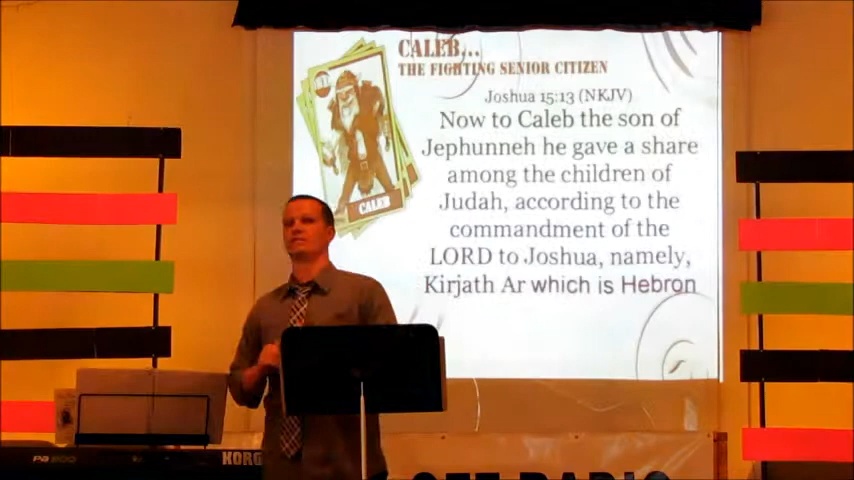 CALEB...
THE FIGHTING SENIOR CITIZEN
Joshua 15:13 (NKJV)
Now to Caleb the son of
Jephunneh he gave a share
among the children of
Judah, according to the
commandment of the
LORD to Joshua, namely,
Kirjath Ar which is Hebron
CALEB
KORG